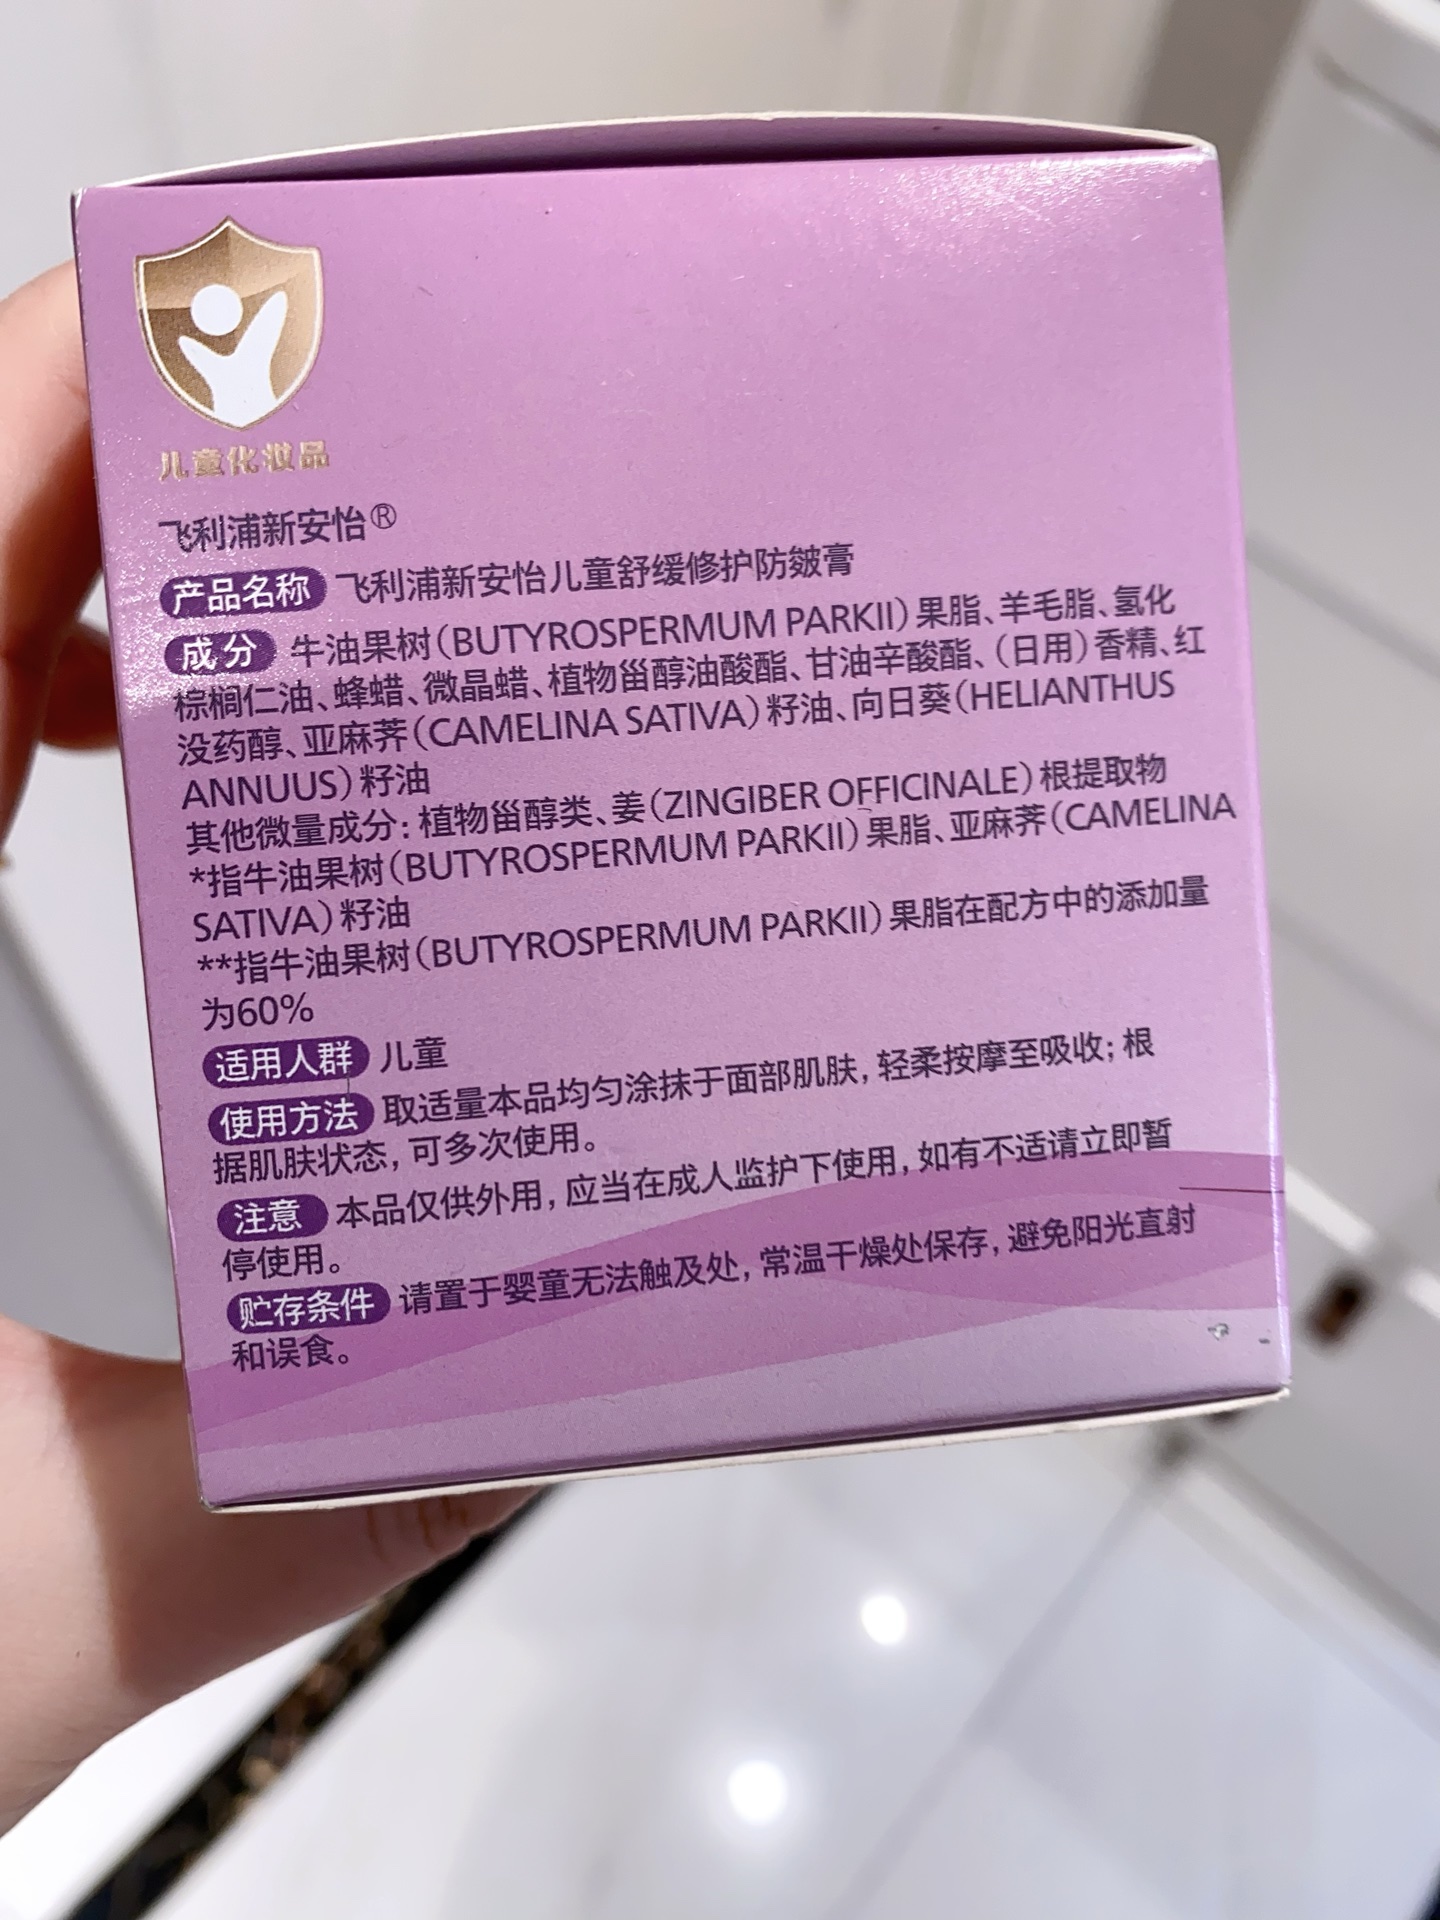 儿童化妆品
飞利浦新安怡®
产品名称 飞利浦新安怡儿童舒缓修护防皴膏
成分 牛油果树(BUTYROSPERMUM PARKII)果脂、羊毛脂、氢化
棕榈仁油、蜂蜡、微晶蜡、植物甾醇油酸酯、甘油辛酸酯、(日用)香精、红
没药醇、亚麻荠(CAMELINA SATIVA)籽油、向日葵(HELIANTHUS
ANNUUS)籽油
其他微量成分:植物甾醇类、姜(ZINGIBER OFFICINALE)根提取物
*指牛油果树(BUTYROSPERMUM PARKII)果脂、亚麻荠(CAMELINA
SATIVA)籽油
**指牛油果树(BUTYROSPERMUM PARKII)果脂在配方中的添加量
为60%
适用人群 儿童
使用方法 取适量本品均匀涂抹于面部肌肤,轻柔按摩至吸收;根
据肌肤状态,可多次使用。
注意 本品仅供外用,应当在成人监护下使用,如有不适请立即暂
停使用。
贮存条件 请置于婴童无法触及处,常温干燥处保存,避免阳光直射
和误食。